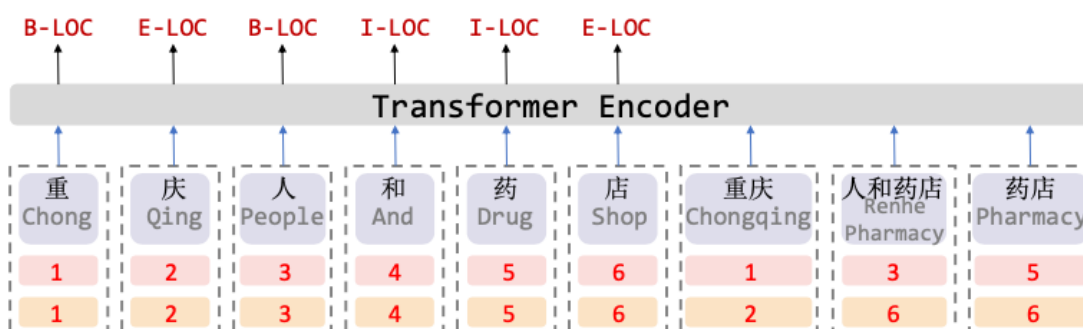 B-LOC E-LOC B-LOC I-LOC I-LOC E-LOC
Transformer Encoder
重 庆 人 和 药 店 重庆 人和药店 药店
Chong Qing People And Drug Shop Chongqing Renhe Pharmacy
Pharmacy
1 2 3 4 5 6 1 3 5
1 2 3 4 5 6 2 6 6